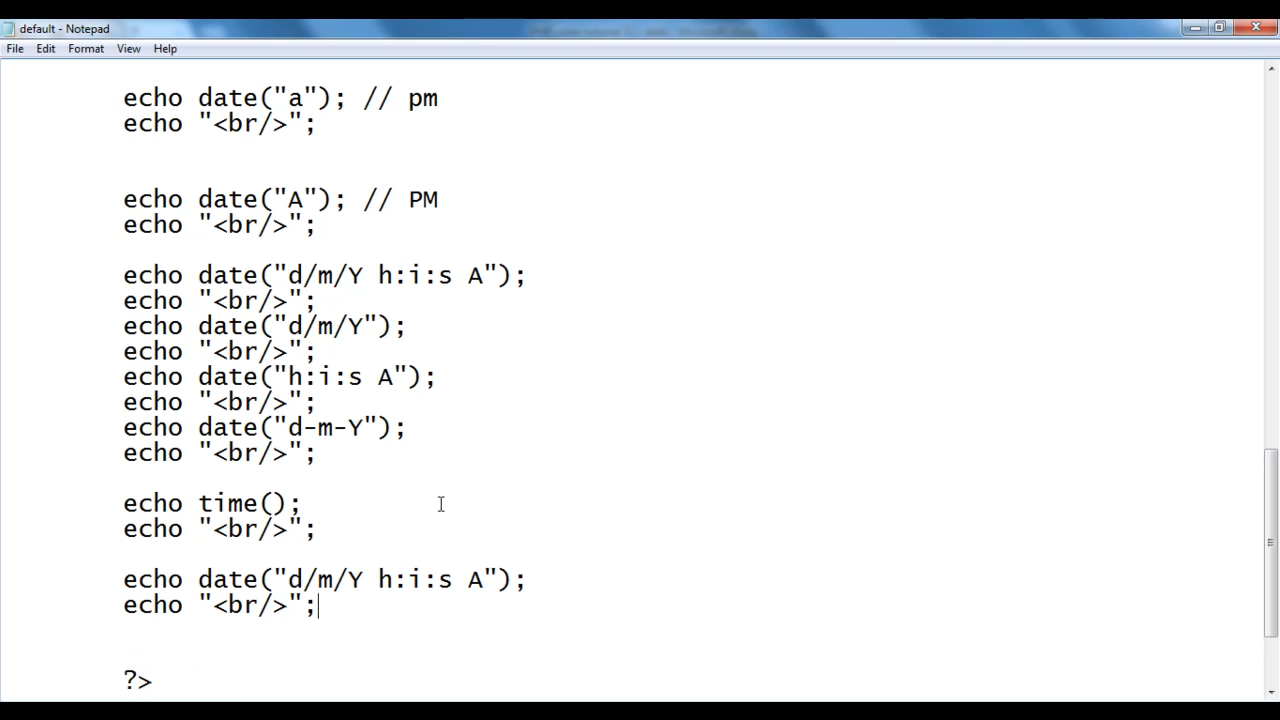 default - Notepad
File Edit Format View Help
echo date("a"); // pm
echo "<br/>";
echo date("A"); // PM
echo "<br/>";
echo date("d/m/Y h:i:s A");
echo "<br/>";
echo date("d/m/Y");
echo "<br/>";
echo date("h:i:s A");
echo "<br/>";
echo date("d-m-Y");
echo "<br/>";
echo time();
echo "<br/>";
echo date("d/m/Y h:i:s A");
echo "<br/>";
?>